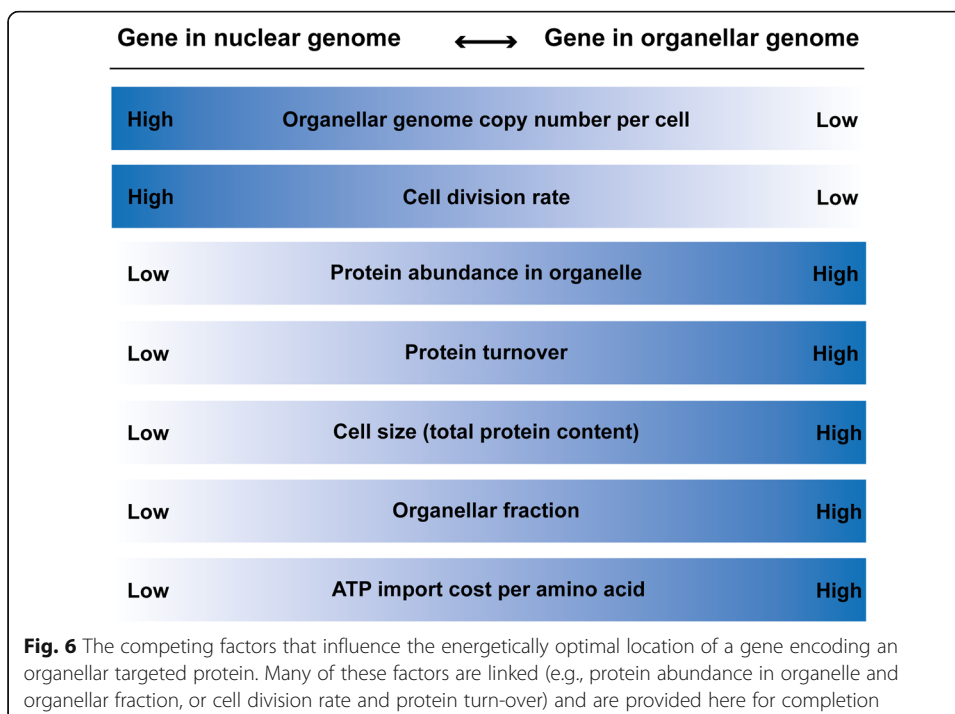 Gene in nuclear genome ⟷ Gene in organellar genome
High Organellar genome copy number per cell Low
High Cell division rate Low
Low Protein abundance in organelle High
Low Protein turnover High
Low Cell size (total protein content) High
Low Organellar fraction High
Low ATP import cost per amino acid High
Fig. 6 The competing factors that influence the energetically optimal location of a gene encoding an
organellar targeted protein. Many of these factors are linked (e.g., protein abundance in organelle and
organellar fraction, or cell division rate and protein turn-over) and are provided here for completion